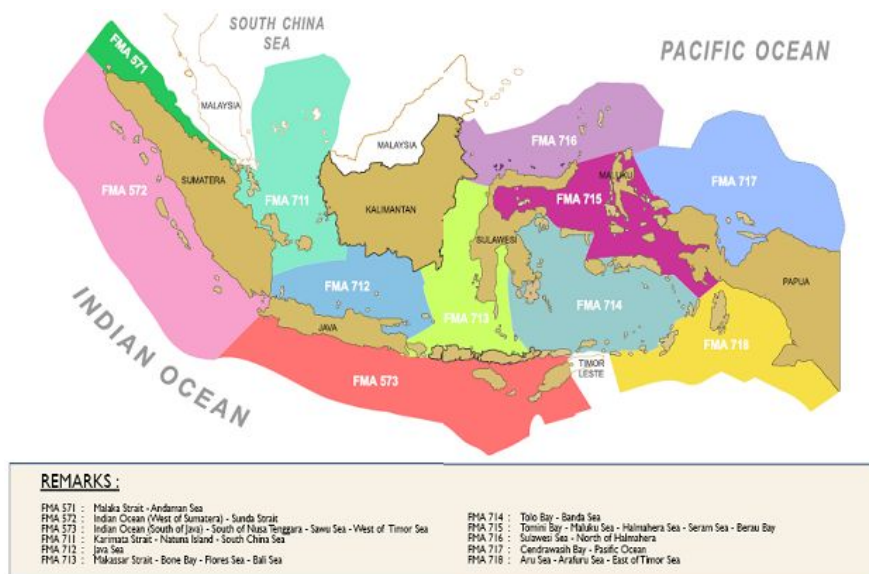 SOUTH CHINA
SEA
PACIFIC OCEAN
FMA 571
MALAYSIA
MALAYSIA
FMA 716
FMA 717
MALUKU
FMA 572
SUMATERA
FMA 711
KALIMANTAN
FMA 715
SULAWESI
PAPUA
FMA 712
FMA 713
FMA 714
FMA 718
JAVA
TIMOR
LESTE
FMA 573
INDIAN OCEAN
REMARKS :
FMA 571 : Malaka Strait - Andaman Sea
FMA 572 : Indian Ocean (West of Sumatera) - Sunda Strait
FMA 573 : Indian Ocean (South of Java) - South of Nusa Tenggara - Sawu Sea - West of Timor Sea
FMA 711 : Karimata Strait - Natuna Island - South China Sea
FMA 712 : Java Sea
FMA 713 : Makassar Strait - Bone Bay - Flores Sea - Bali Sea
FMA 714 : Tolo Bay - Banda Sea
FMA 715 : Tomini Bay - Maluku Sea - Halmahera Sea - Seram Sea - Berau Bay
FMA 716 : Sulawesi Sea - North of Halmahera
FMA 717 : Cendrawasih Bay - Pacific Ocean
FMA 718 : Aru Sea - Arafuru Sea - East of Timor Sea